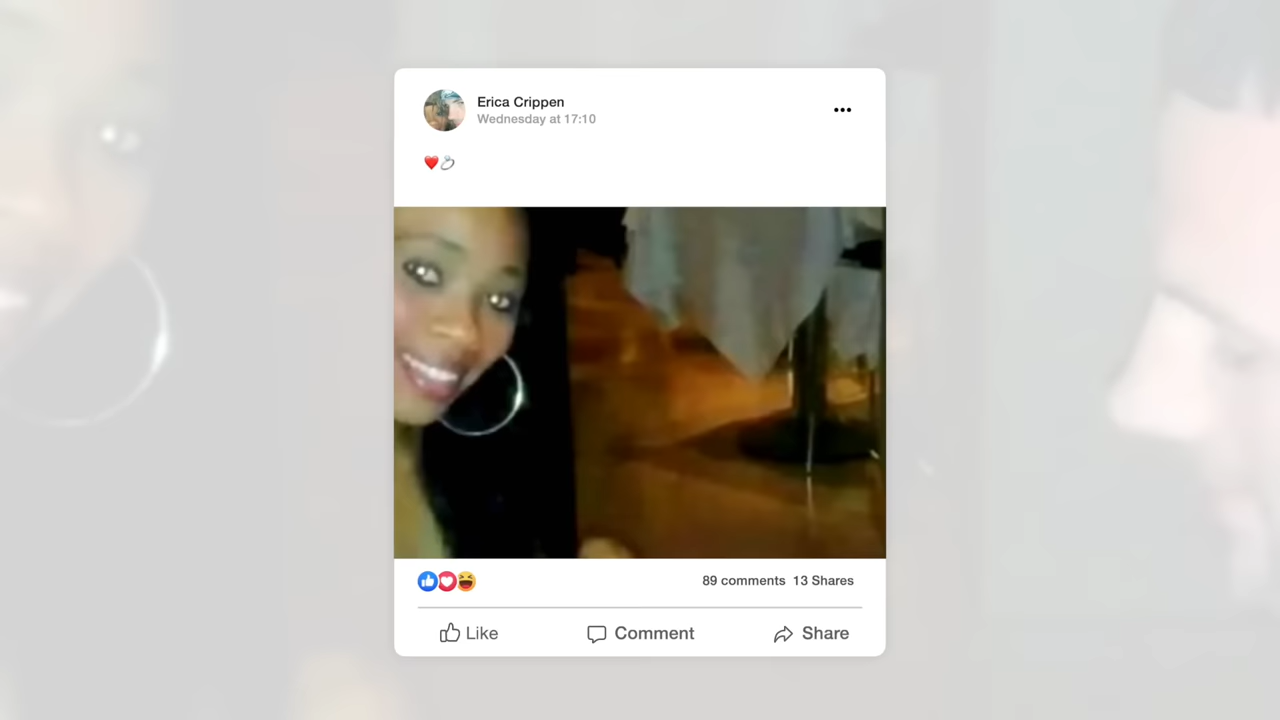 Erica Crippen
Wednesday at 17:10
❤️💍
89 comments 13 Shares
Like Comment Share